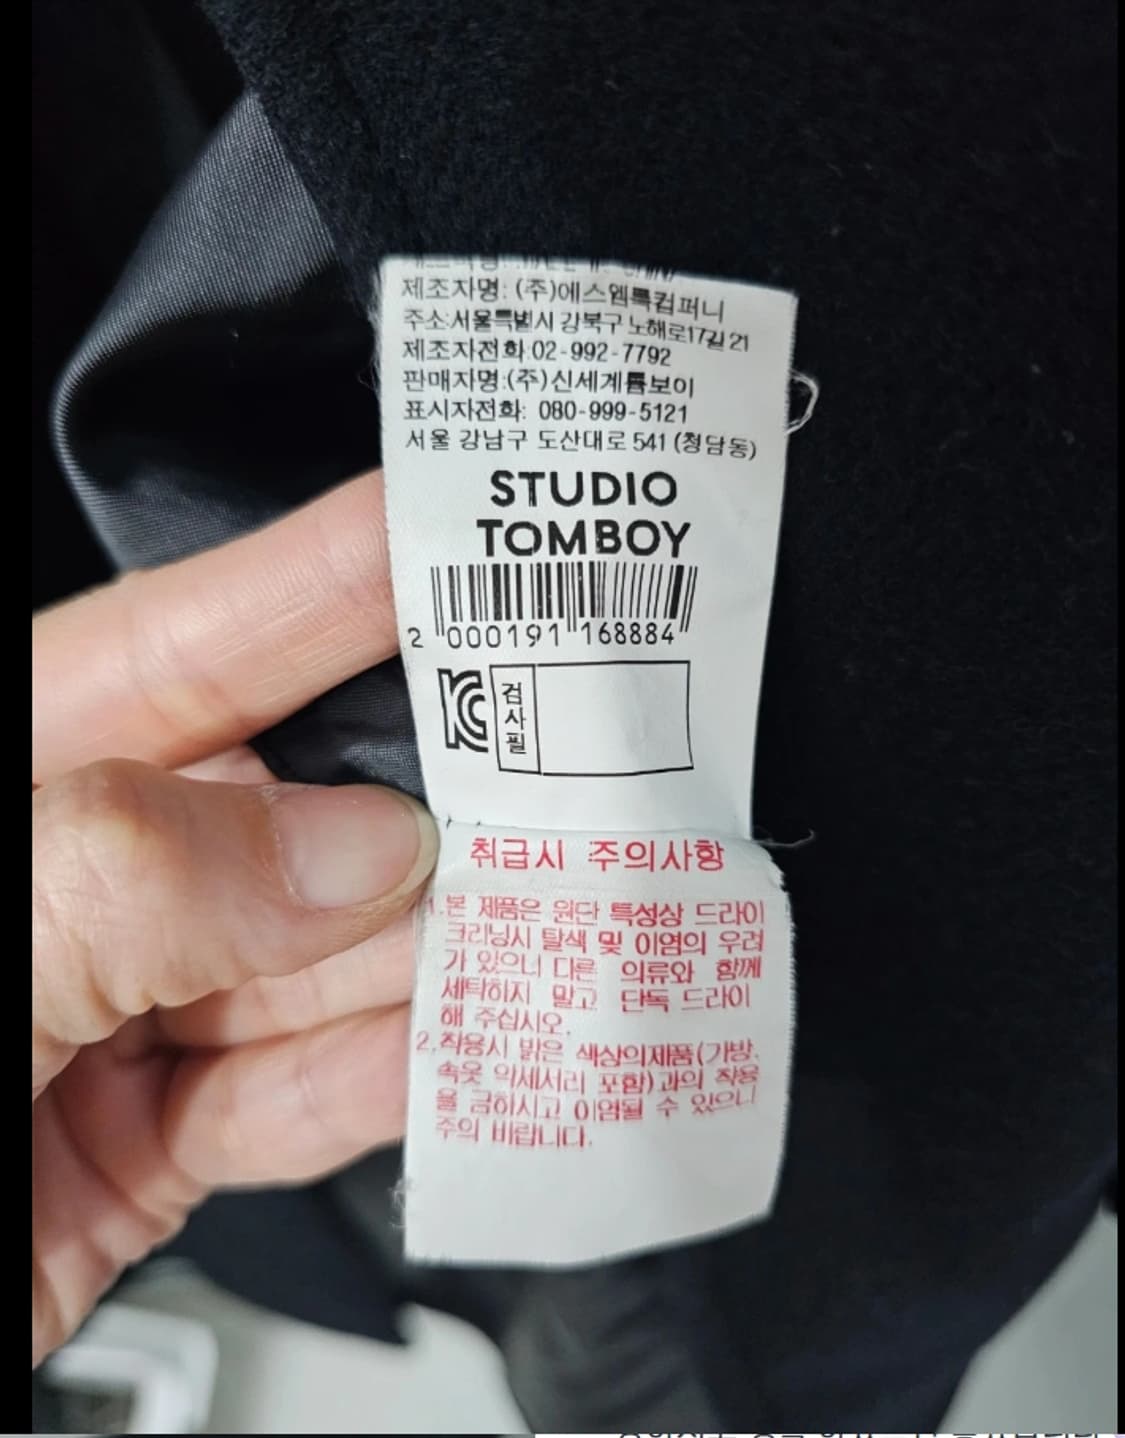 제조자명: (주)에스엠룩컴퍼니
주소:서울특별시 강북구 노해로17길 21
제조자전화:02-992-7792
판매자명:(주)신세계톰보이
표시자전화: 080-999-5121
서울 강남구 도산대로 541 (청담동)
STUDIO
TOMBOY
2 000191 168884
KC 검사필
취급시 주의사항
1.본 제품은 원단 특성상 드라이
크리닝시 탈색 및 이염의 우려
가 있으니 다른 의류와 함께
세탁하지 말고 단독 드라이
해 주십시오.
2.착용시 밝은 색상의제품(가방.
속옷 악세서리 포함)과의 착용
을 금하시고 이염될 수 있으니
주의 바랍니다.